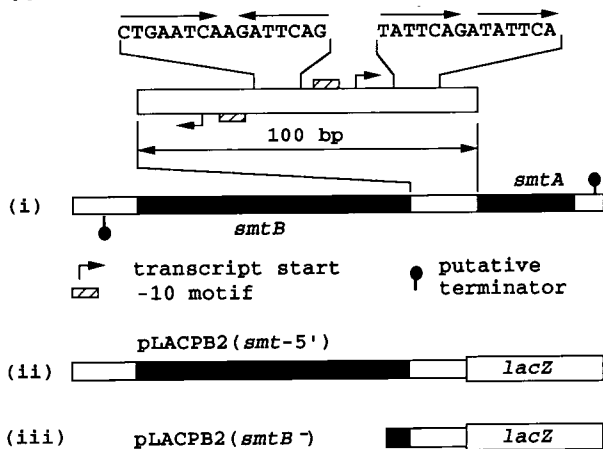 CTGAATCAAGATTCAG TATTCAGATATTCA
100 bp
smtA
(i)
smtB
transcript start
-10 motif
putative terminator
pLACPB2(smt-5')
(ii) lacZ
(iii) pLACPB2(smtB-) lacZ